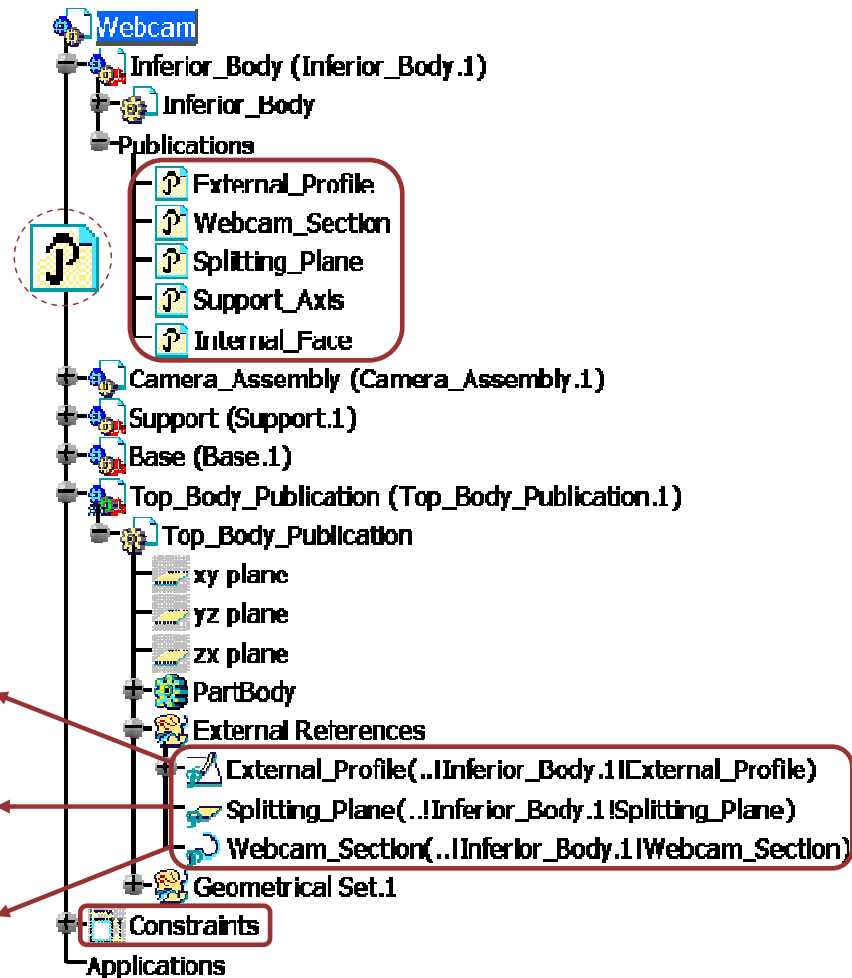 Webcam
Inferior_Body (Inferior_Body.1)
Inferior_Body
Publications
External_Profile
Webcam_Section
Splitting_Plane
Support_Axis
Internal_Face
Camera_Assembly (Camera_Assembly.1)
Support (Support.1)
Base (Base.1)
Top_Body_Publication (Top_Body_Publication.1)
Top_Body_Publication
xy plane
yz plane
zx plane
PartBody
External References
External_Profile(..!Inferior_Body.1!External_Profile)
Splitting_Plane(..!Inferior_Body.1!Splitting_Plane)
Webcam_Section(..!Inferior_Body.1!Webcam_Section)
Geometrical Set.1
Constraints
Applications